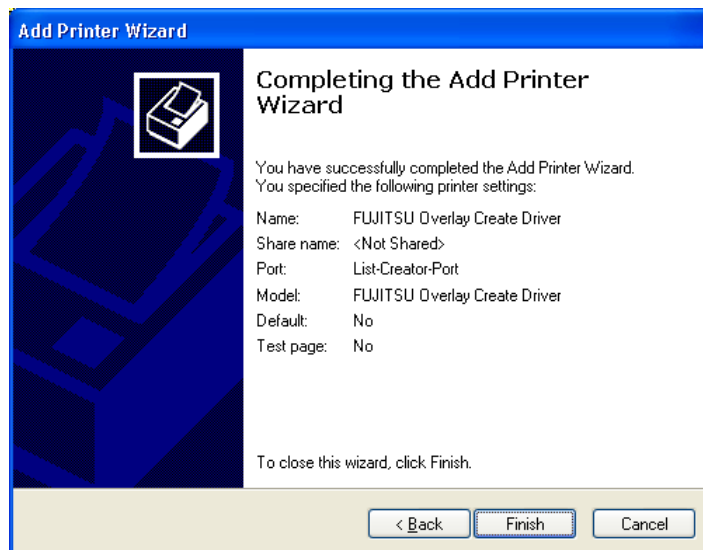 Add Printer Wizard
Completing the Add Printer
Wizard
You have successfully completed the Add Printer Wizard.
You specified the following printer settings:
Name: FUJITSU Overlay Create Driver
Share name: <Not Shared>
Port: List-Creator-Port
Model: FUJITSU Overlay Create Driver
Default: No
Test page: No
To close this wizard, click Finish.
< Back Finish Cancel